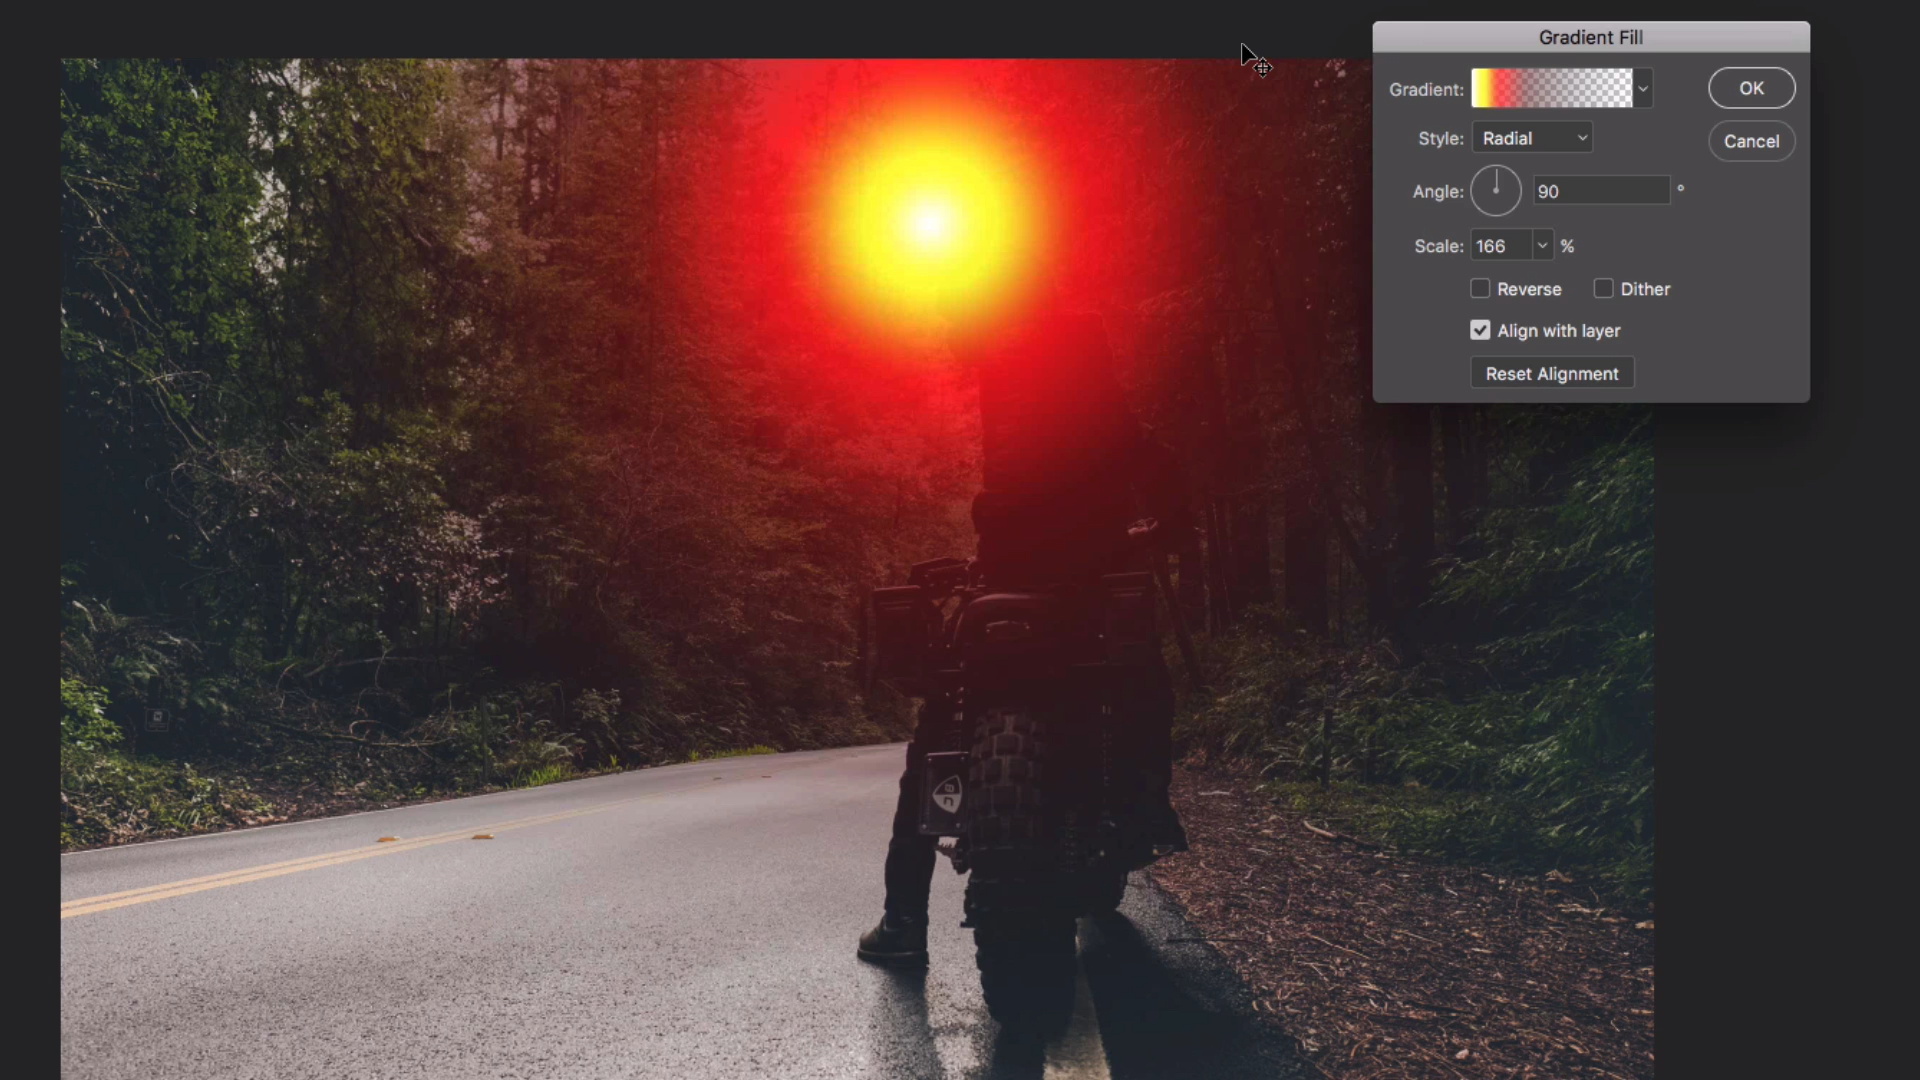 Gradient Fill
Gradient:
OK
Style: Radial
Cancel
Angle: 90 °
Scale: 166 %
Reverse Dither
Align with layer
Reset Alignment